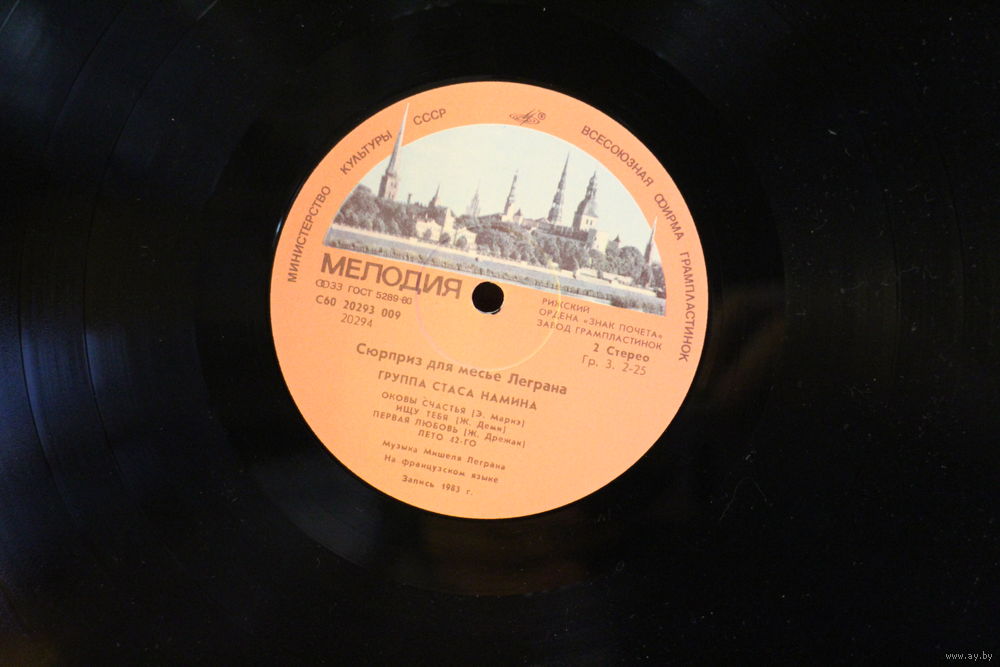 МИНИСТЕРСТВО КУЛЬТУРЫ СССР
ВСЕСОЮЗНАЯ ФИРМА ГРАМПЛАСТИНОК
МЕЛОДИЯ
ФЗЗ ГОСТ 5289-80
С60 20293 009
20294
РИЖСКИЙ
ОРДЕНА «ЗНАК ПОЧЕТА»
ЗАВОД ГРАМПЛАСТИНОК
2 Стерео
Гр. 3. 2-25
Сюрприз для месье Леграна
ГРУППА СТАСА НАМИНА
ОКОВЫ СЧАСТЬЯ (Э. Марнэ)
ИЩУ ТЕБЯ (Ж. Деми)
ПЕРВАЯ ЛЮБОВЬ (Ж. Дрежак)
ЛЕТО 42-ГО
Музыка Мишеля Леграна
На французском языке
Запись 1983 г.
www.ay.by